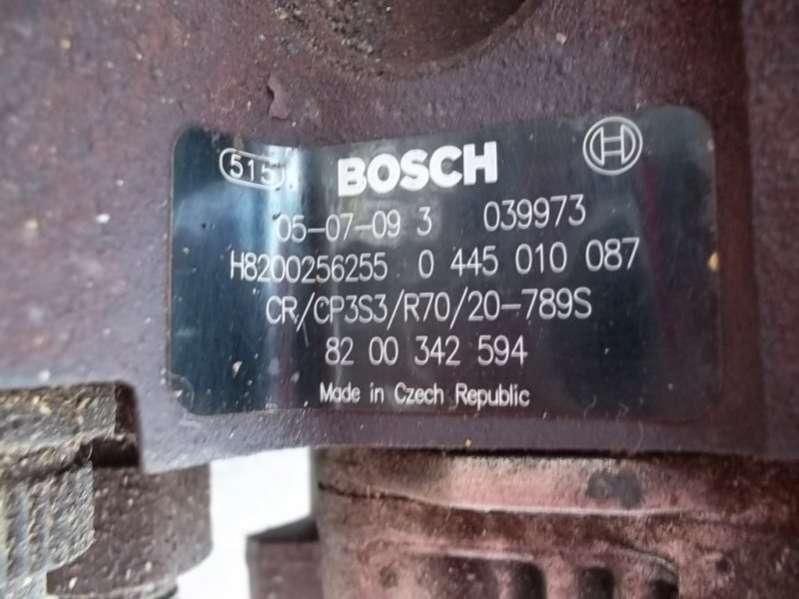 515 BOSCH
05-07-09 3 039973
H8200256255 0 445 010 087
CR/CP3S3/R70/20-789S
82 00 342 594
Made in Czech Republic